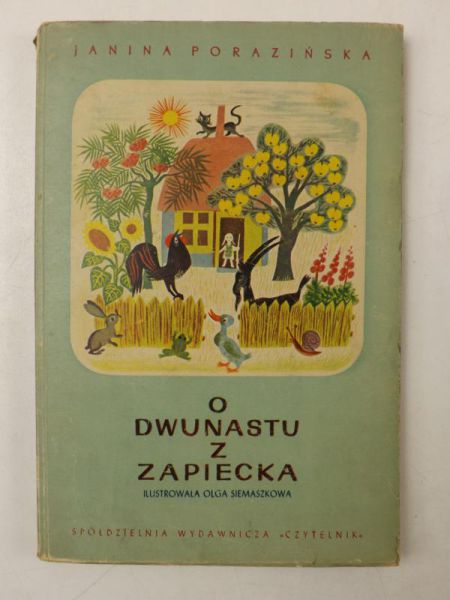 JANINA PORAZIŃSKA
O
DWUNASTU
Z
ZAPIECKA
ILUSTROWAŁA OLGA SIEMASZKOWA
SPÓŁDZIELNIA WYDAWNICZA «CZYTELNIK»